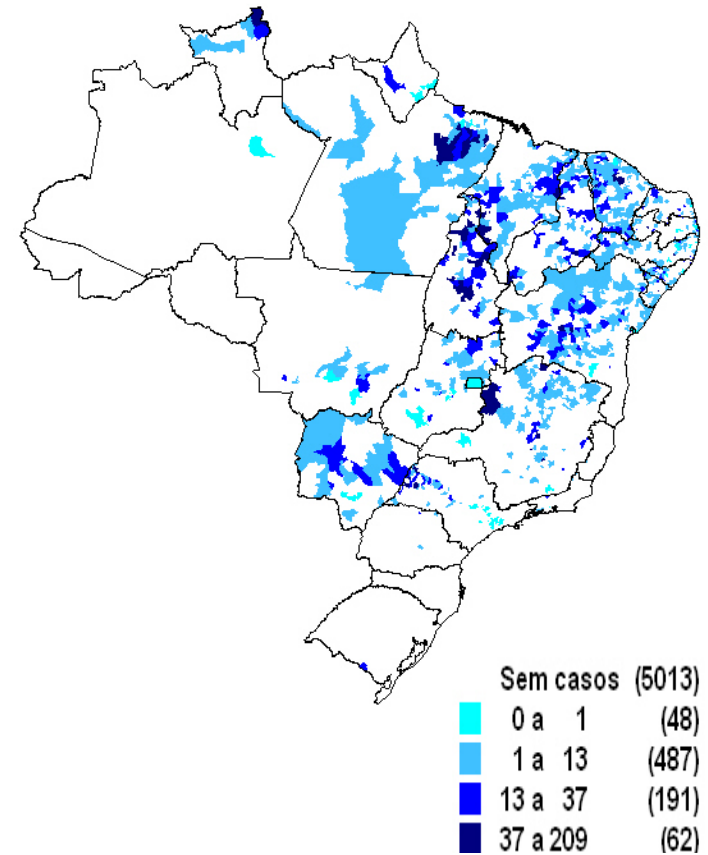 Sem casos (5013)
0 a 1 (48)
1 a 13 (487)
13 a 37 (191)
37 a 209 (62)